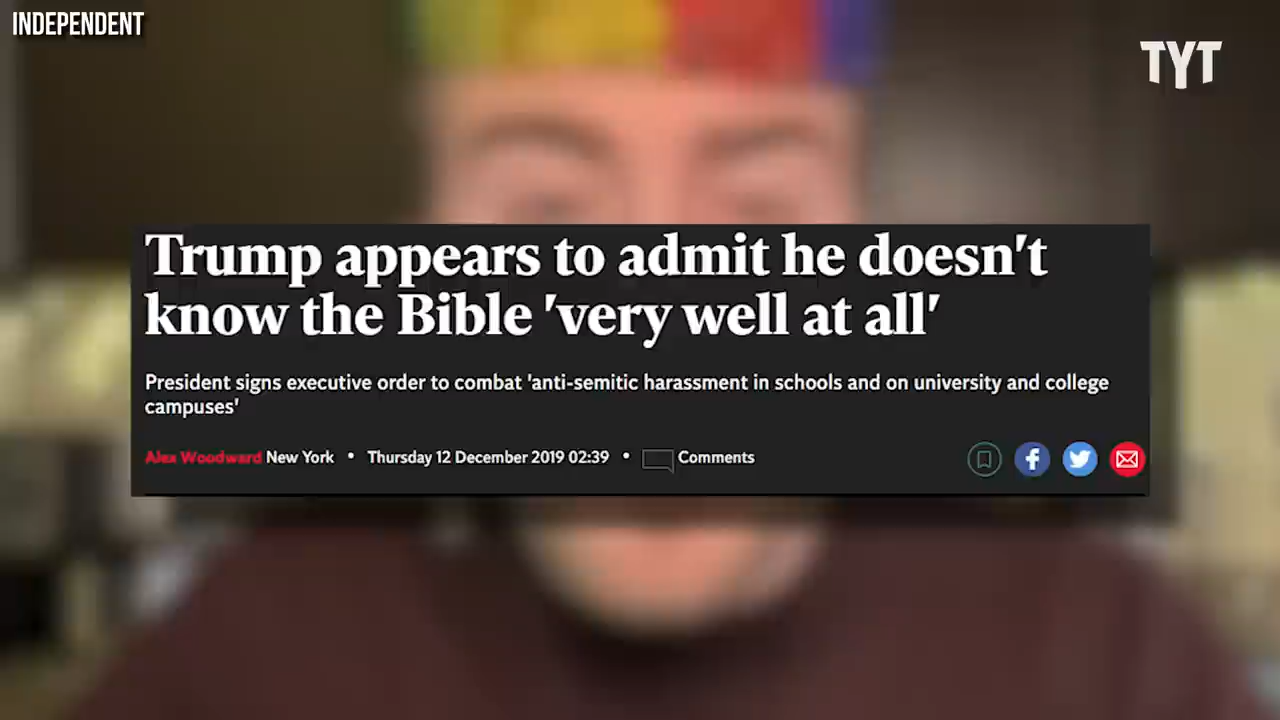 INDEPENDENT
TYT
Trump appears to admit he doesn't
know the Bible 'very well at all'
President signs executive order to combat 'anti-semitic harassment in schools and on university and college
campuses'
Alex Woodward New York • Thursday 12 December 2019 02:39 • Comments